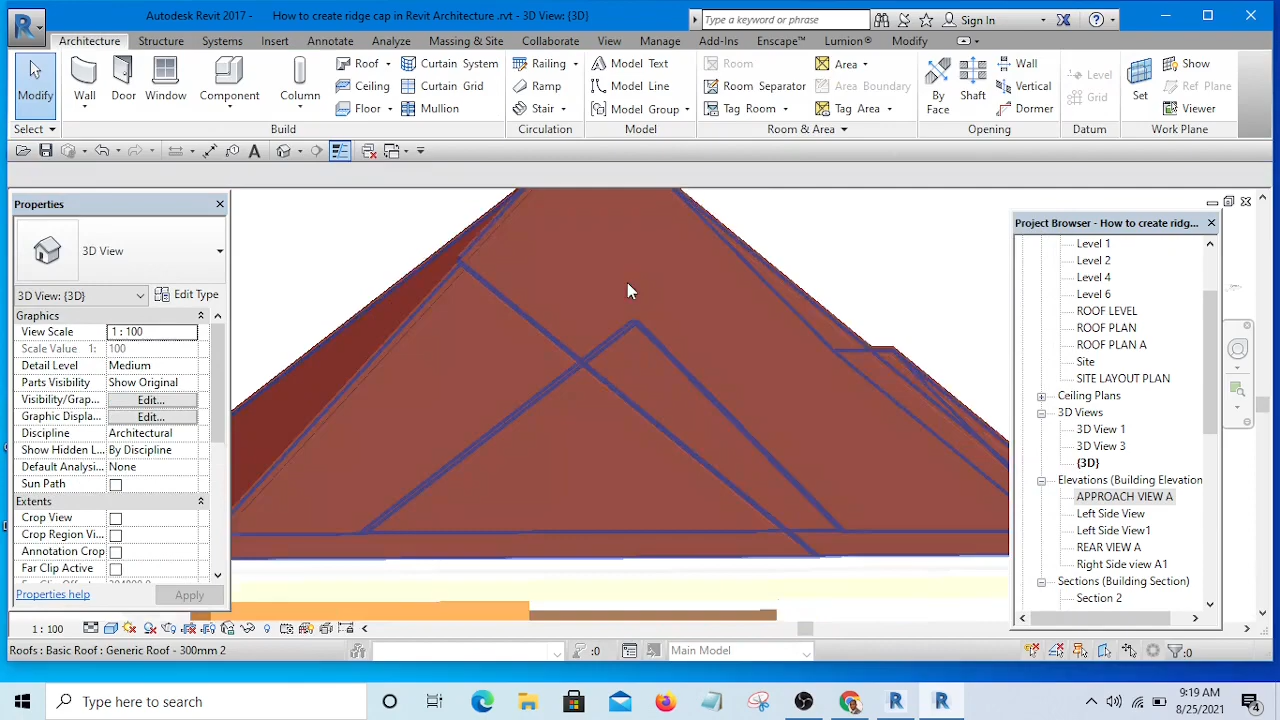 Autodesk Revit 2017 - How to create ridge cap in Revit Architecture .rvt - 3D View: {3D}
Type a keyword or phrase
Sign In
Architecture Structure Systems Insert Annotate Analyze Massing & Site Collaborate View Manage Add-Ins Enscape™ Lumion® Modify
Modify
Wall Door Window Component Column
Roof Curtain System
Ceiling Curtain Grid
Floor Mullion
Railing Model Text
Ramp Model Line
Stair Model Group
Room Area
Room Separator Area Boundary
Tag Room Tag Area
By Face Shaft
Wall
Vertical
Dormer
Level
Grid
Set
Show
Ref Plane
Viewer
Select Build Circulation Model Room & Area Opening Datum Work Plane
Properties
3D View
3D View: {3D} Edit Type
Graphics
View Scale 1 : 100
Scale Value 1: 100
Detail Level Medium
Parts Visibility Show Original
Visibility/Grap... Edit...
Graphic Displa... Edit...
Discipline Architectural
Show Hidden L... By Discipline
Default Analysi... None
Sun Path
Extents
Crop View
Crop Region Vi...
Annotation Crop
Far Clip Active
Properties help Apply
Project Browser - How to create ridg...
Level 1
Level 2
Level 4
Level 6
ROOF LEVEL
ROOF PLAN
ROOF PLAN A
Site
SITE LAYOUT PLAN
Ceiling Plans
3D Views
3D View 1
3D View 3
{3D}
Elevations (Building Elevation
APPROACH VIEW A
Left Side View
Left Side View1
REAR VIEW A
Right Side view A1
Sections (Building Section)
Section 2
1 : 100
Roofs : Basic Roof : Generic Roof - 300mm 2
:0
Main Model
:0
Type here to search
9:19 AM
8/25/2021
4